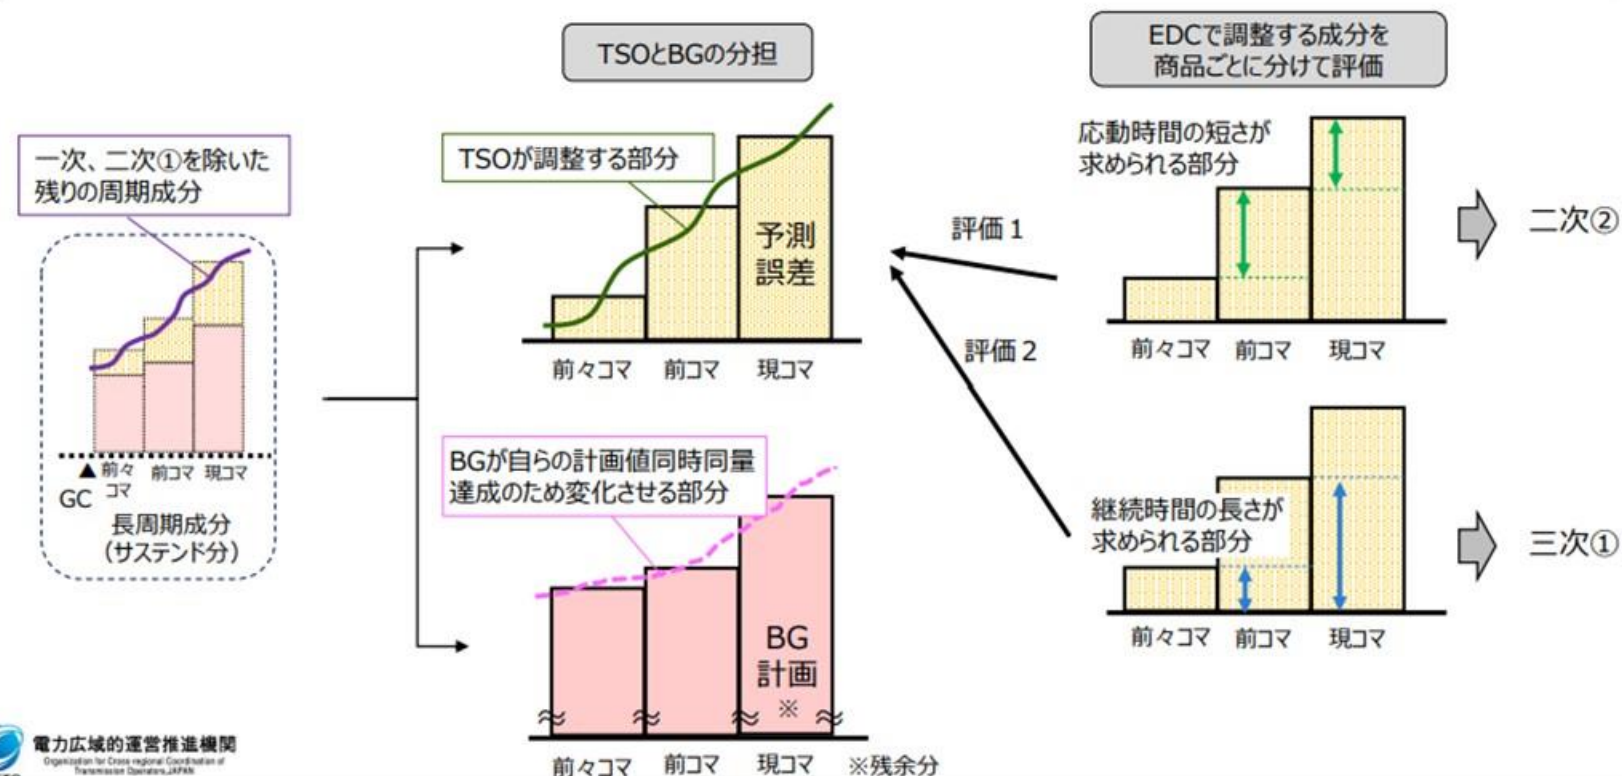 TSOとBGの分担
EDCで調整する成分を
商品ごとに分けて評価
一次、二次①を除いた
残りの周期成分
▲
GC
前々
コマ
前コマ
現コマ
長周期成分
(サステンド分)
TSOが調整する部分
予測
誤差
前々コマ
前コマ
現コマ
BGが自らの計画値同時同量
達成のため変化させる部分
BG
計画
※
前々コマ
前コマ
現コマ
※残余分
評価1
評価2
応動時間の短さが
求められる部分
前々コマ
前コマ
現コマ
二次②
継続時間の長さが
求められる部分
前々コマ
前コマ
現コマ
三次①
電力広域的運営推進機関
Organization for Cross-regional Coordination of
Transmission Operators,JAPAN